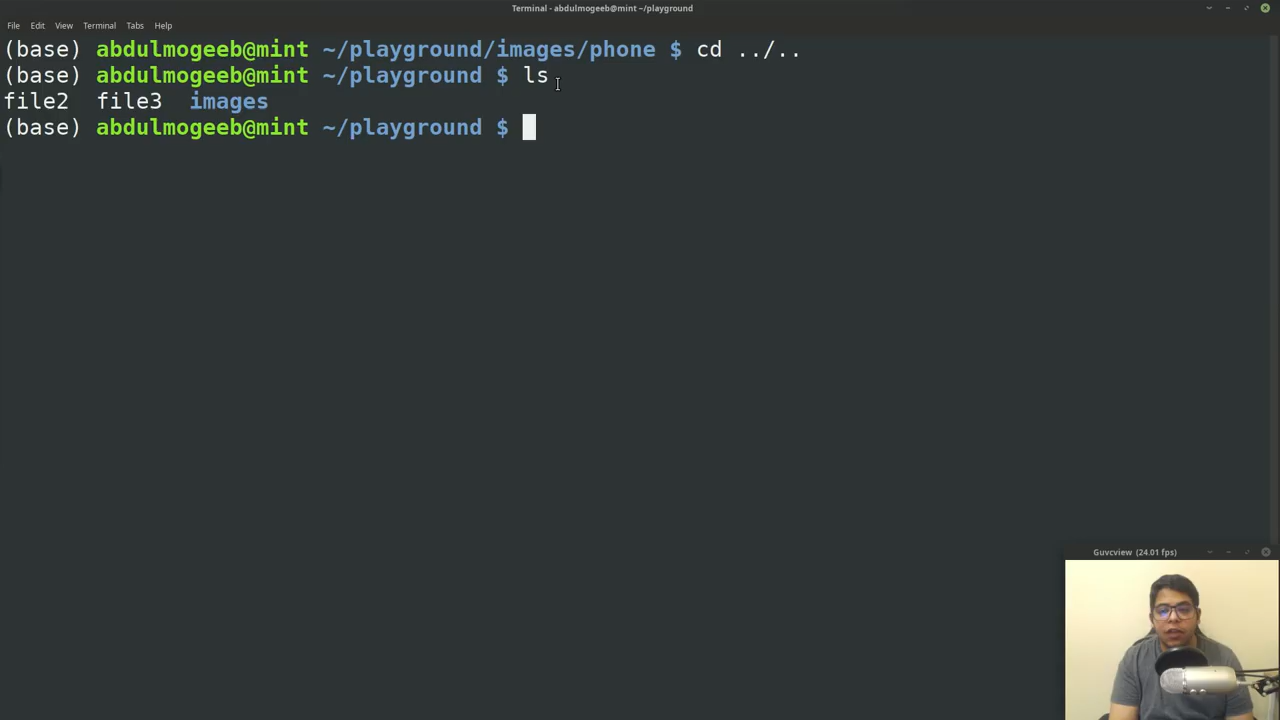 Terminal - abdulmogeeb@mint ~/playground
File Edit View Terminal Tabs Help
(base) abdulmogeeb@mint ~/playground/images/phone $ cd ../..
(base) abdulmogeeb@mint ~/playground $ ls
file2 file3 images
(base) abdulmogeeb@mint ~/playground $
Guvcview (24.01 fps)